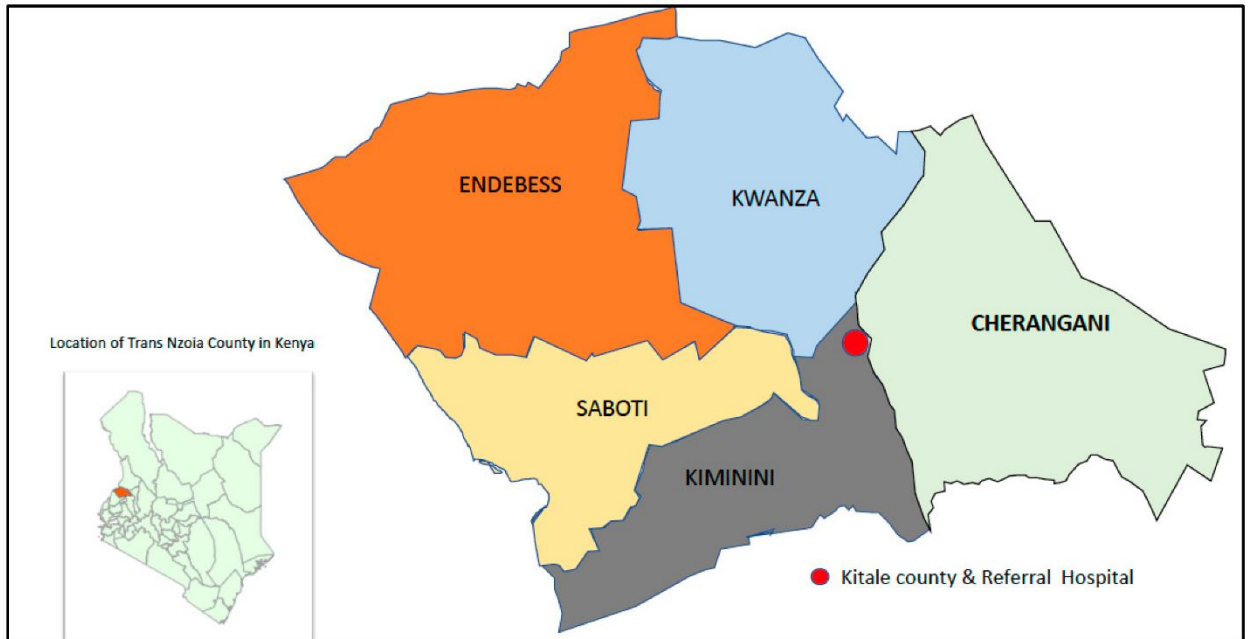 ENDEBESS
KWANZA
CHERANGANI
Location of Trans Nzoia County in Kenya
SABOTI
KIMININI
Kitale county & Referral Hospital